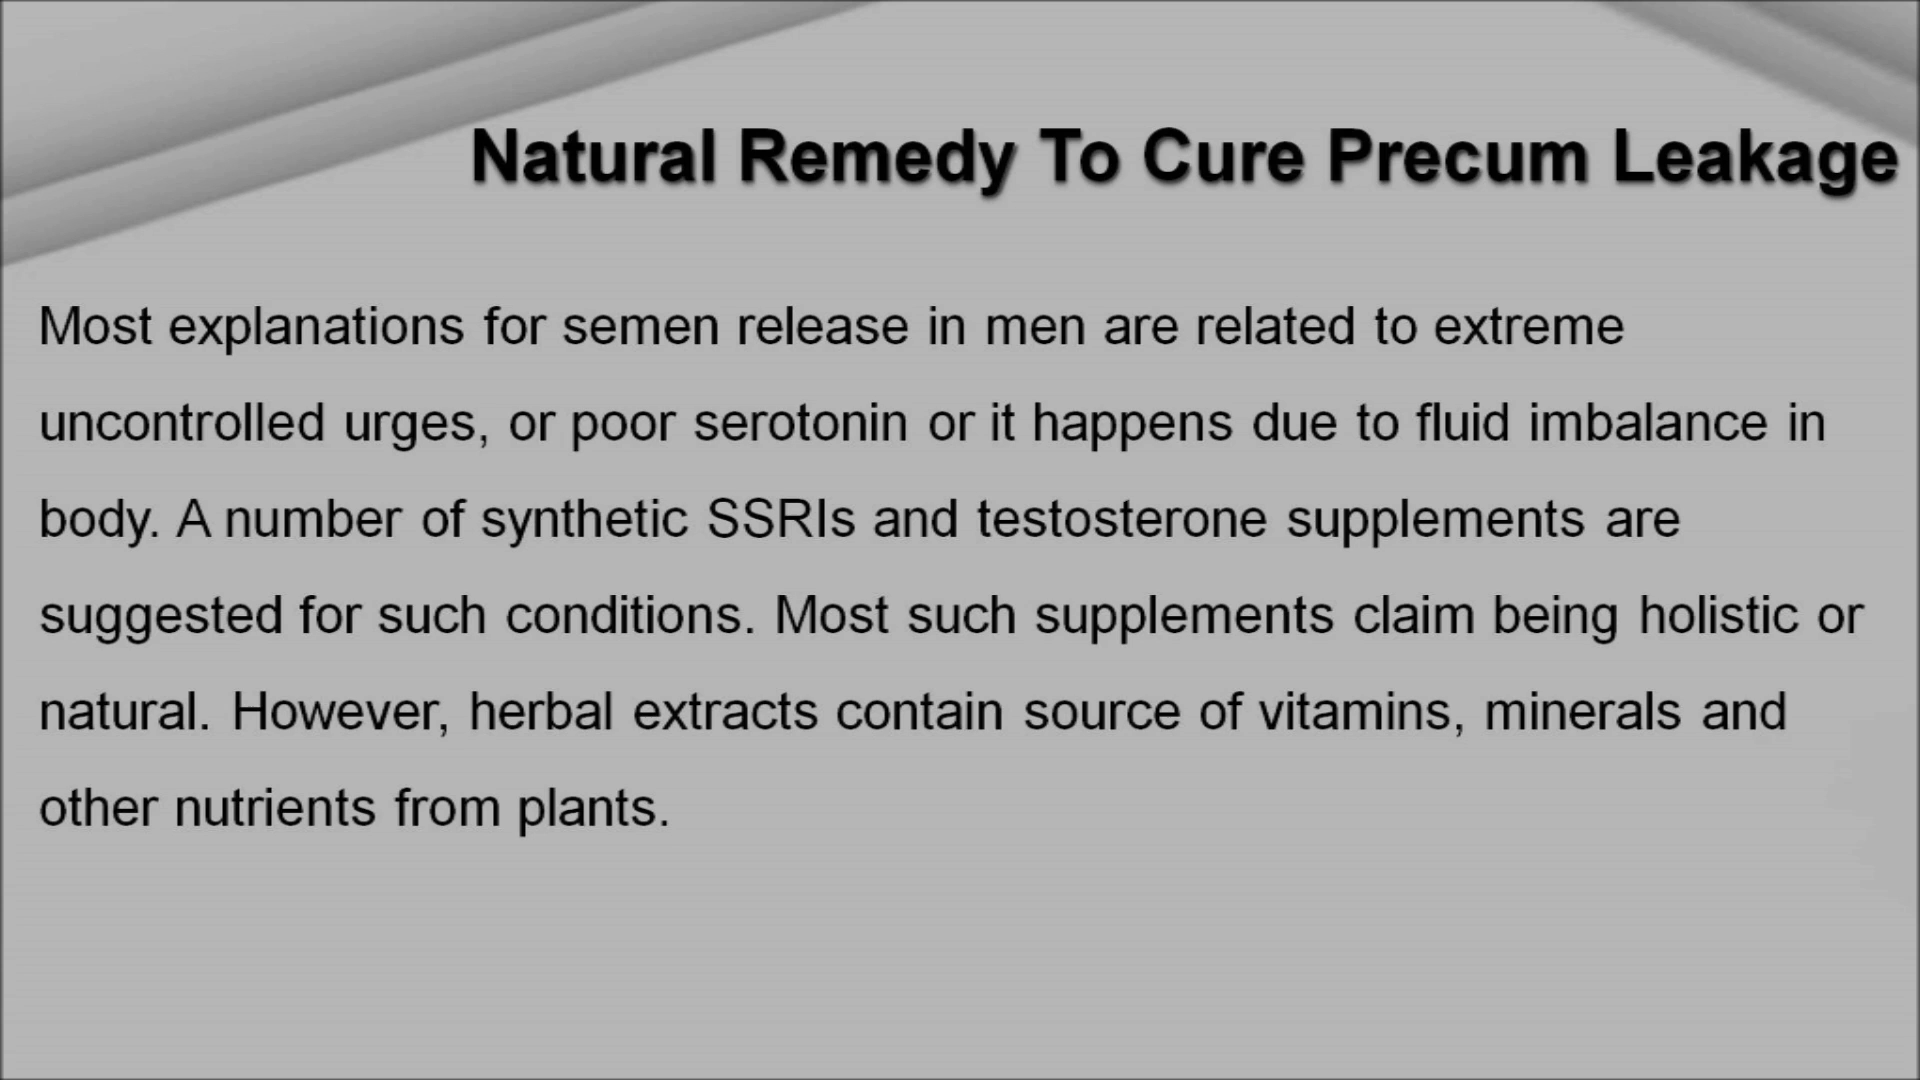 Natural Remedy To Cure Precum Leakage
Most explanations for semen release in men are related to extreme
uncontrolled urges, or poor serotonin or it happens due to fluid imbalance in
body. A number of synthetic SSRIs and testosterone supplements are
suggested for such conditions. Most such supplements claim being holistic or
natural. However, herbal extracts contain source of vitamins, minerals and
other nutrients from plants.